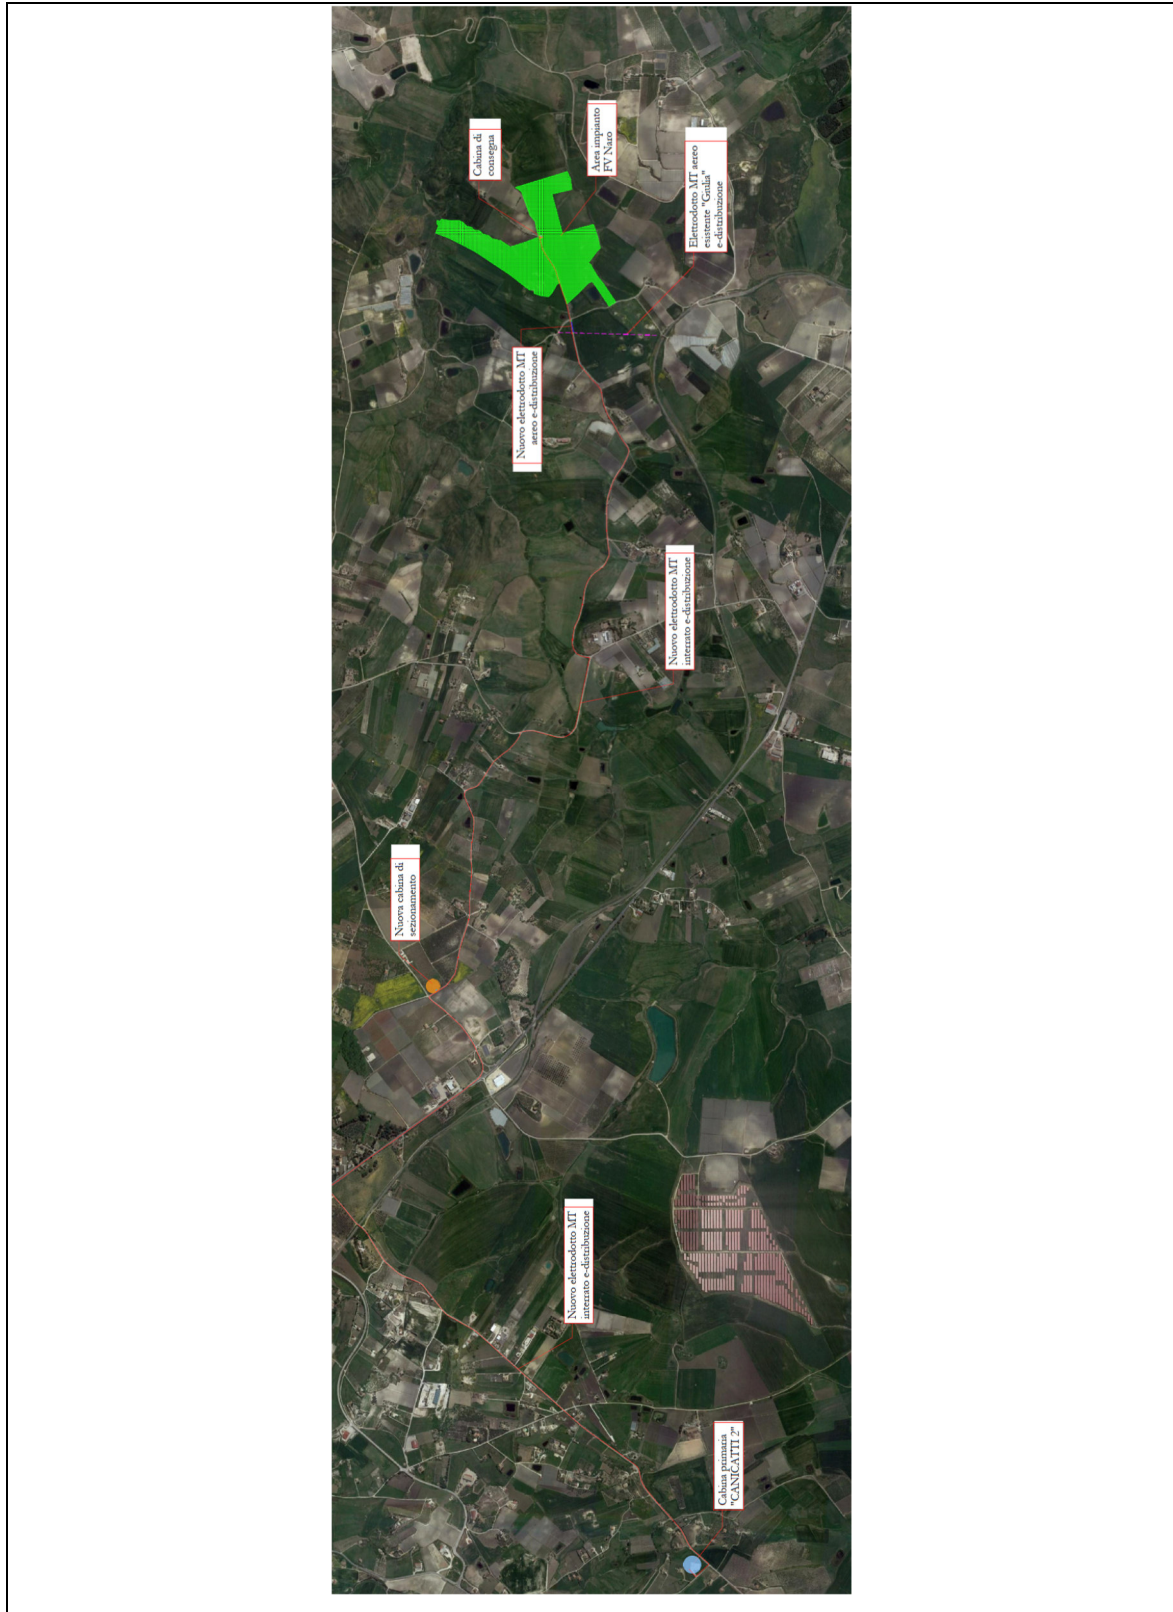 Cabina di
consegna
Area impianto
FV Naro
Elettrodotto MT aereo
esistente "Giulia"
e-distribuzione
Nuovo elettrodotto MT
aereo e-distribuzione
Nuovo elettrodotto MT
interrato e-distribuzione
Nuova cabina di
sezionamento
Nuovo elettrodotto MT
interrato e-distribuzione
Cabina primaria
"CANICATTI 2"